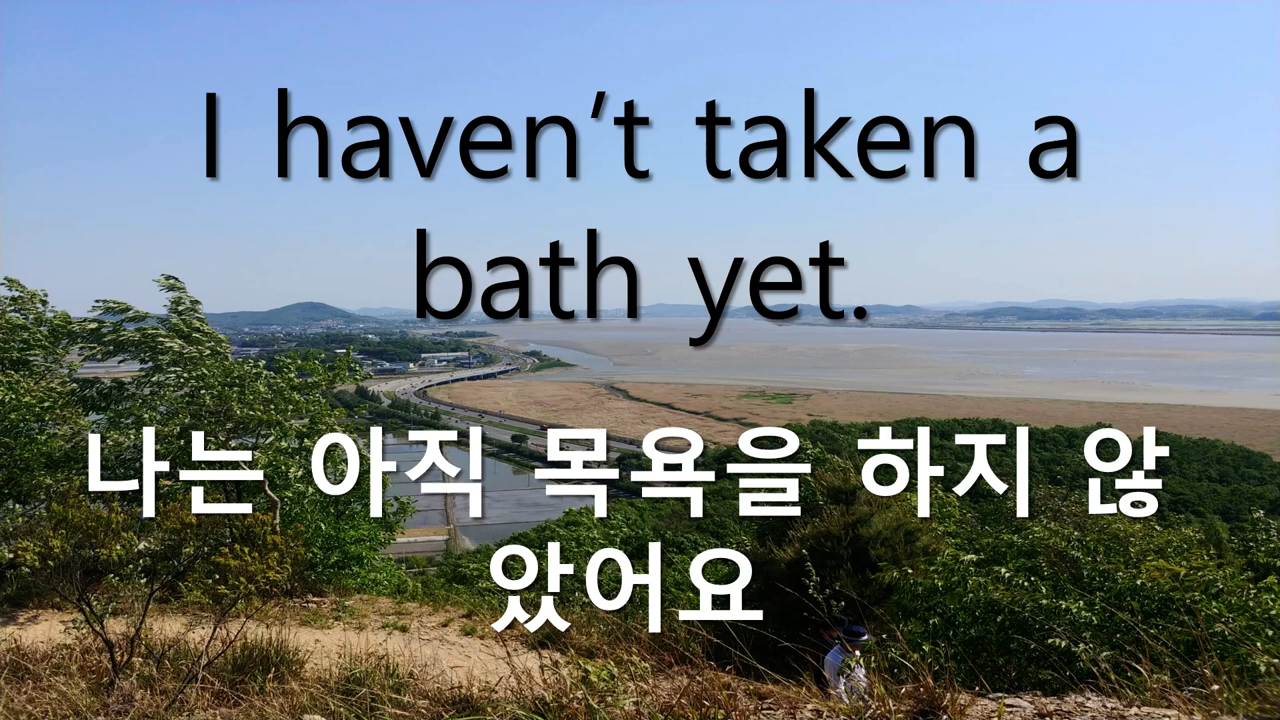 I haven’t taken a
bath yet.
나는 아직 목욕을 하지 않
았어요